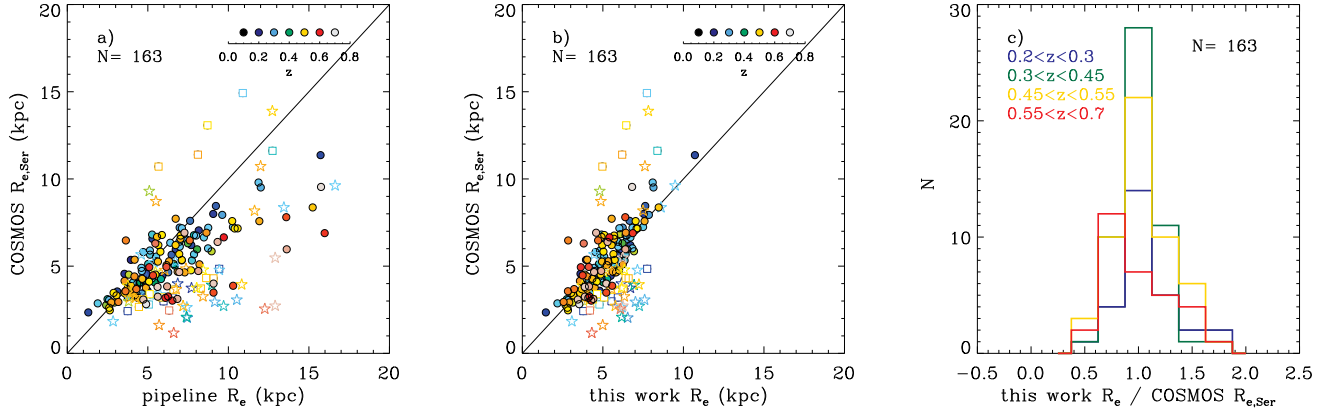 a)
N= 163
0.0 0.2 0.4 0.6 0.8
z
COSMOS R_e,Ser (kpc)
20
15
10
5
0
0 5 10 15 20
pipeline R_e (kpc)
b)
N= 163
0.0 0.2 0.4 0.6 0.8
z
COSMOS R_e,Ser (kpc)
20
15
10
5
0
0 5 10 15 20
this work R_e (kpc)
c)
N= 163
0.2<z<0.3
0.3<z<0.45
0.45<z<0.55
0.55<z<0.7
N
30
20
10
0
-0.5 0.0 0.5 1.0 1.5 2.0 2.5
this work R_e / COSMOS R_e,Ser